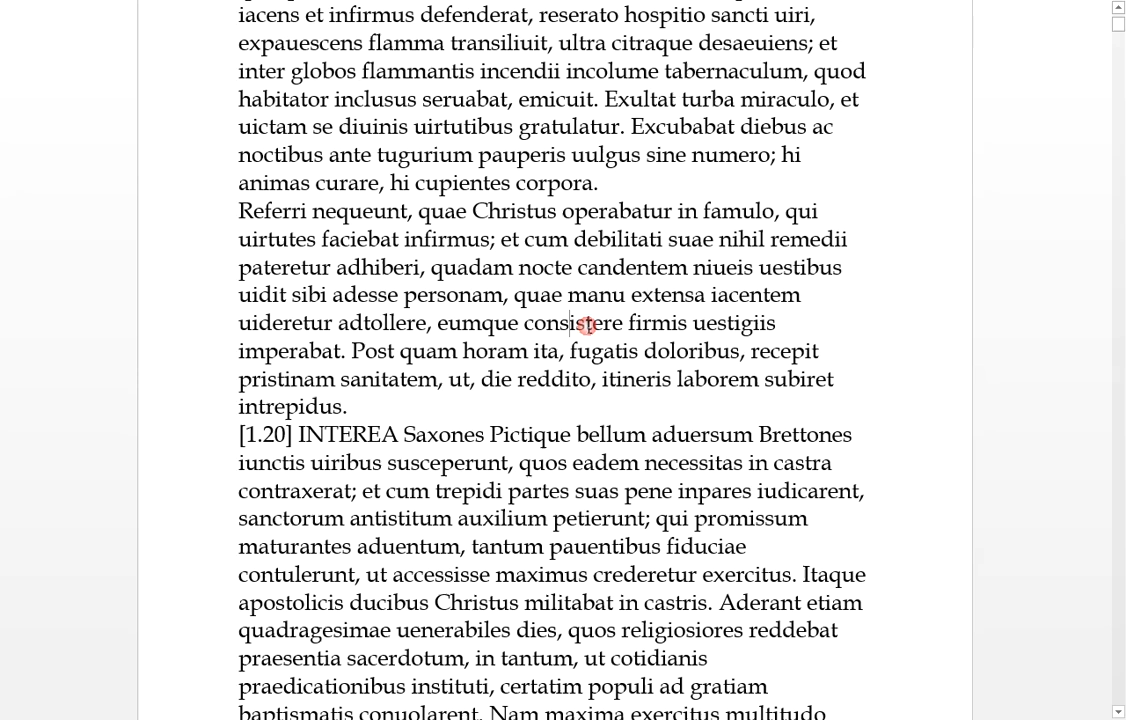 iacens et infirmus defenderat, reserato hospitio sancti uiri,
expauescens flamma transiliuit, ultra citraque desaeuiens; et
inter globos flammantis incendii incolume tabernaculum, quod
habitator inclusus seruabat, emicuit. Exultat turba miraculo, et
uictam se diuinis uirtutibus gratulatur. Excubabat diebus ac
noctibus ante tugurium pauperis uulgus sine numero; hi
animas curare, hi cupientes corpora.
Referri nequeunt, quae Christus operabatur in famulo, qui
uirtutes faciebat infirmus; et cum debilitati suae nihil remedii
pateretur adhiberi, quadam nocte candentem niueis uestibus
uidit sibi adesse personam, quae manu extensa iacentem
uideretur adtollere, eumque consistere firmis uestigiis
imperabat. Post quam horam ita, fugatis doloribus, recepit
pristinam sanitatem, ut, die reddito, itineris laborem subiret
intrepidus.
[1.20] INTEREA Saxones Pictique bellum aduersum Brettones
iunctis uiribus susceperunt, quos eadem necessitas in castra
contraxerat; et cum trepidi partes suas pene inpares iudicarent,
sanctorum antistitum auxilium petierunt; qui promissum
maturantes aduentum, tantum pauentibus fiduciae
contulerunt, ut accessisse maximus crederetur exercitus. Itaque
apostolicis ducibus Christus militabat in castris. Aderant etiam
quadragesimae uenerabiles dies, quos religiosiores reddebat
praesentia sacerdotum, in tantum, ut cotidianis
praedicationibus instituti, certatim populi ad gratiam
baptismatis conuolarent. Nam maxima exercitus multitudo